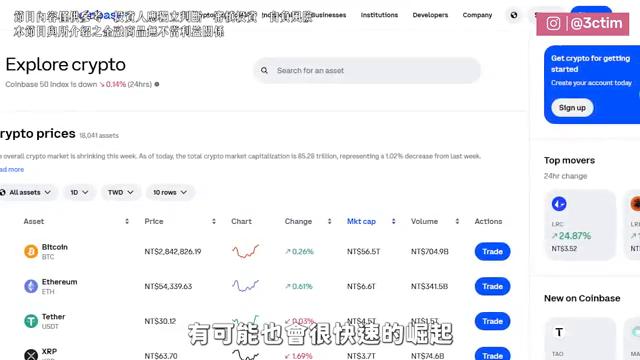 節目內容僅供參考，投資人應獨立判斷，審慎投資，自負風險
本節目與所介紹之金融商品無不當利益關係
@3ctim
Explore crypto
Coinbase 50 Index is down ↘ 0.14% (24hrs)
Search for an asset
Sign up
Get crypto for getting
started
Create your account today
Sign up
rypto prices 18,041 assets
e overall crypto market is shrinking this week. As of today, the total crypto market capitalization is 85.28 trillion, representing a 1.02% decrease from last week.
ead more
All assets 1D TWD 10 rows
Asset Price Chart Change Mkt cap Volume Actions
Bitcoin
BTC
NT$2,842,826.19 ↗ 0.26% NT$56.5T NT$704.9B Trade
Ethereum
ETH
NT$54,339.63 ↗ 0.61% NT$6.6T NT$341.5B Trade
Tether
USDT
NT$30.12 ↘ 0.03% NT$4.5T NT$1.5T Trade
XRP
NT$63.70 1.69% NT$3.7T NT$74.6B Trade
Top movers
24hr change
LRC
↗ 24.87%
NT$3.52
New on Coinbase
TAO
有可能也會很快速的崛起